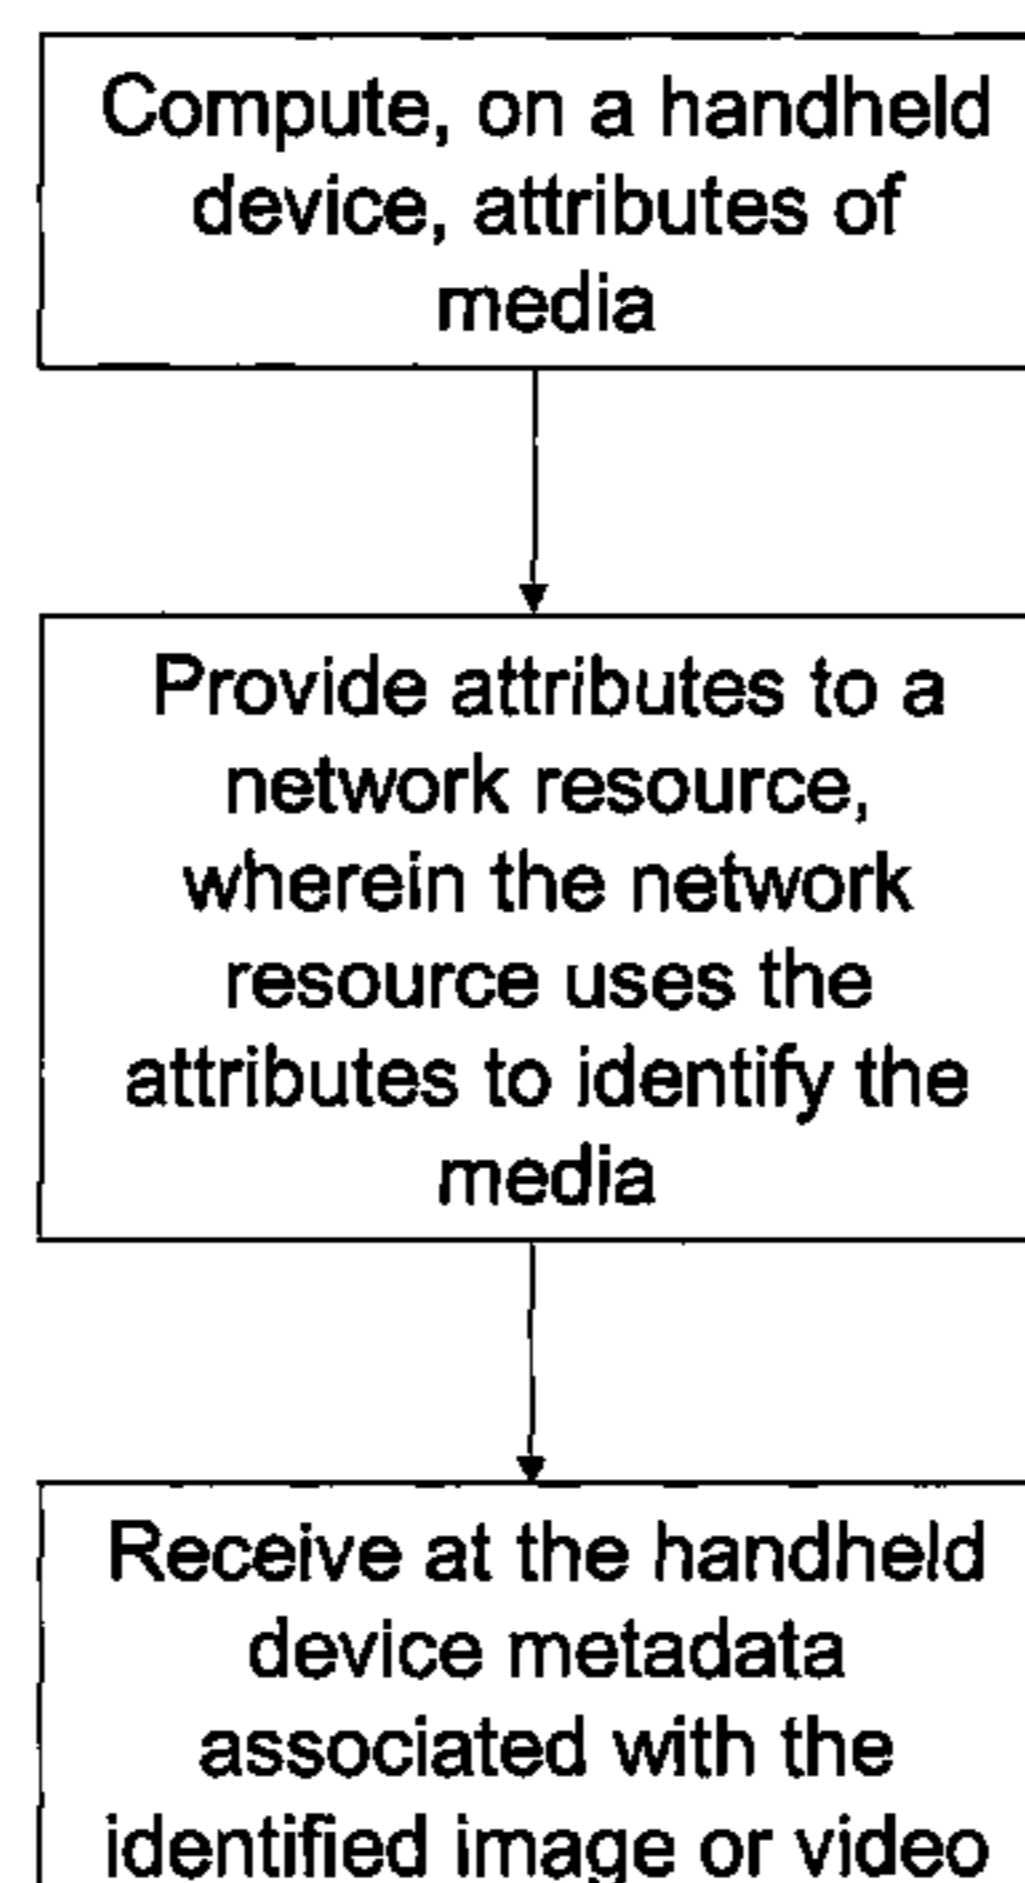 Compute, on a handheld
device, attributes of
media
Provide attributes to a
network resource,
wherein the network
resource uses the
attributes to identify the
media
Receive at the handheld
device metadata
associated with the
identified image or video